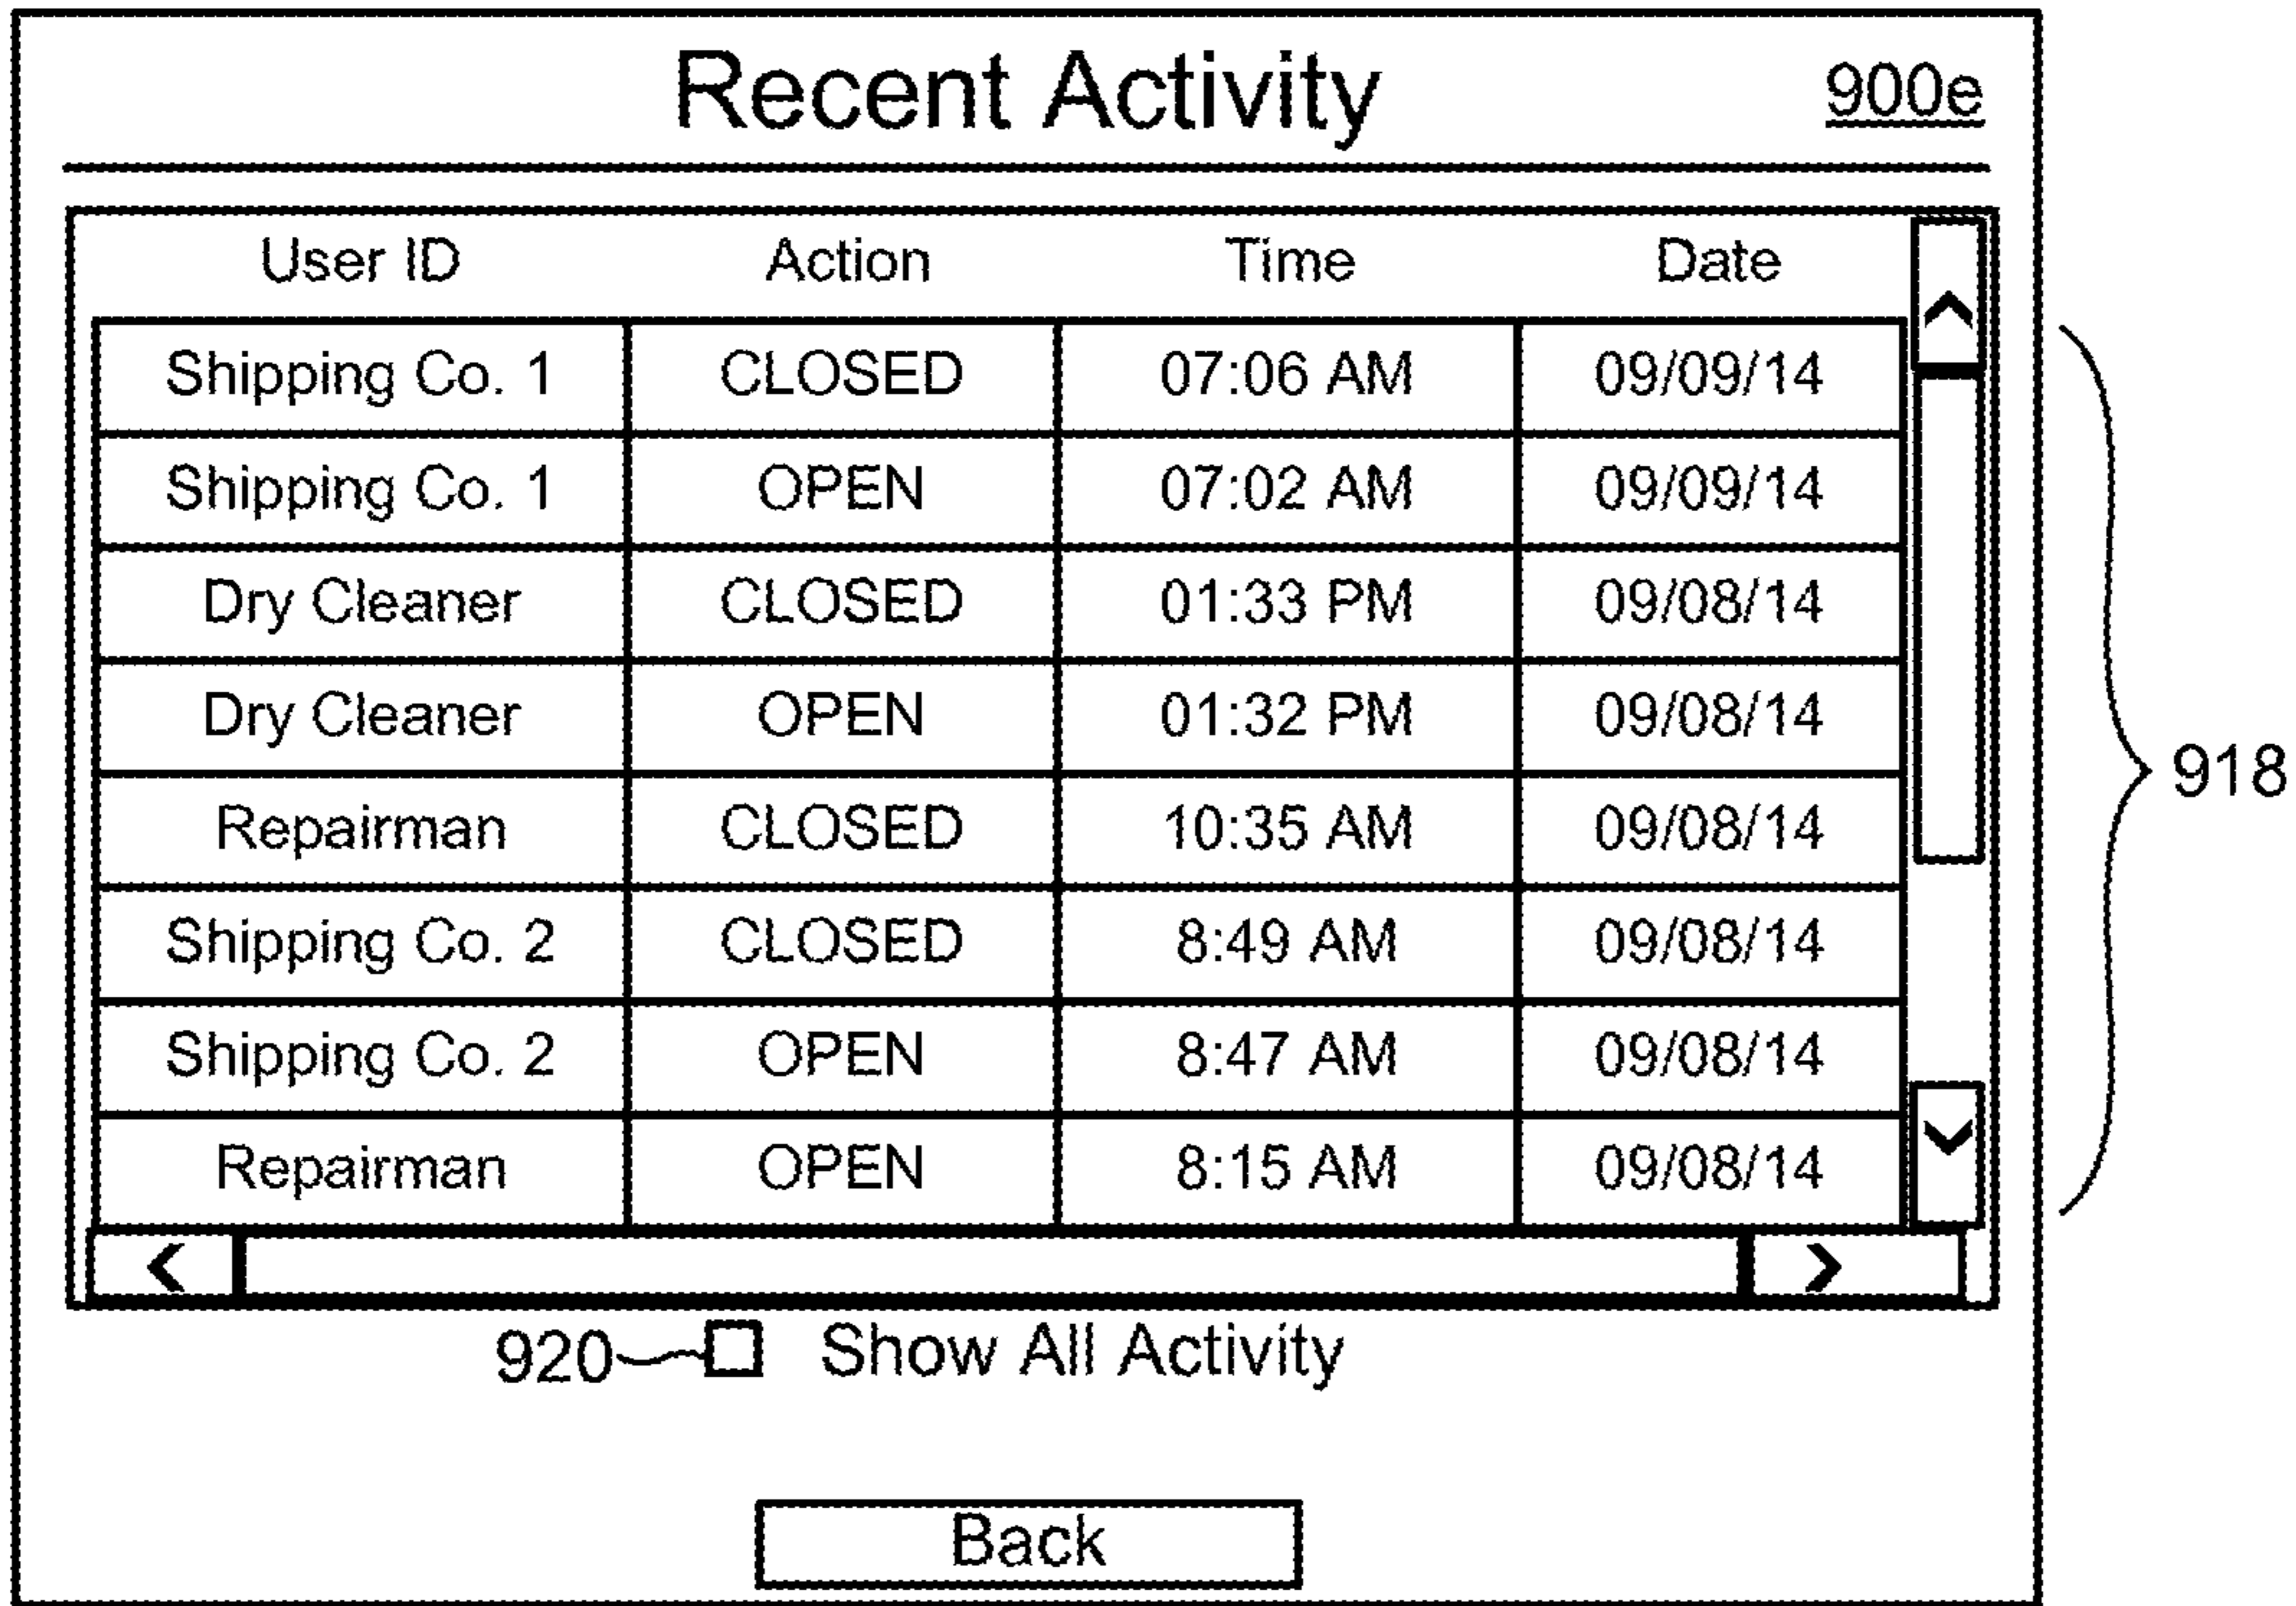 Recent Activity 900e
User ID Action Time Date
Shipping Co. 1 CLOSED 07:06 AM 09/09/14
Shipping Co. 1 OPEN 07:02 AM 09/09/14
Dry Cleaner CLOSED 01:33 PM 09/08/14
Dry Cleaner OPEN 01:32 PM 09/08/14
Repairman CLOSED 10:35 AM 09/08/14
Shipping Co. 2 CLOSED 8:49 AM 09/08/14
Shipping Co. 2 OPEN 8:47 AM 09/08/14
Repairman OPEN 8:15 AM 09/08/14
918
920 Show All Activity
Back